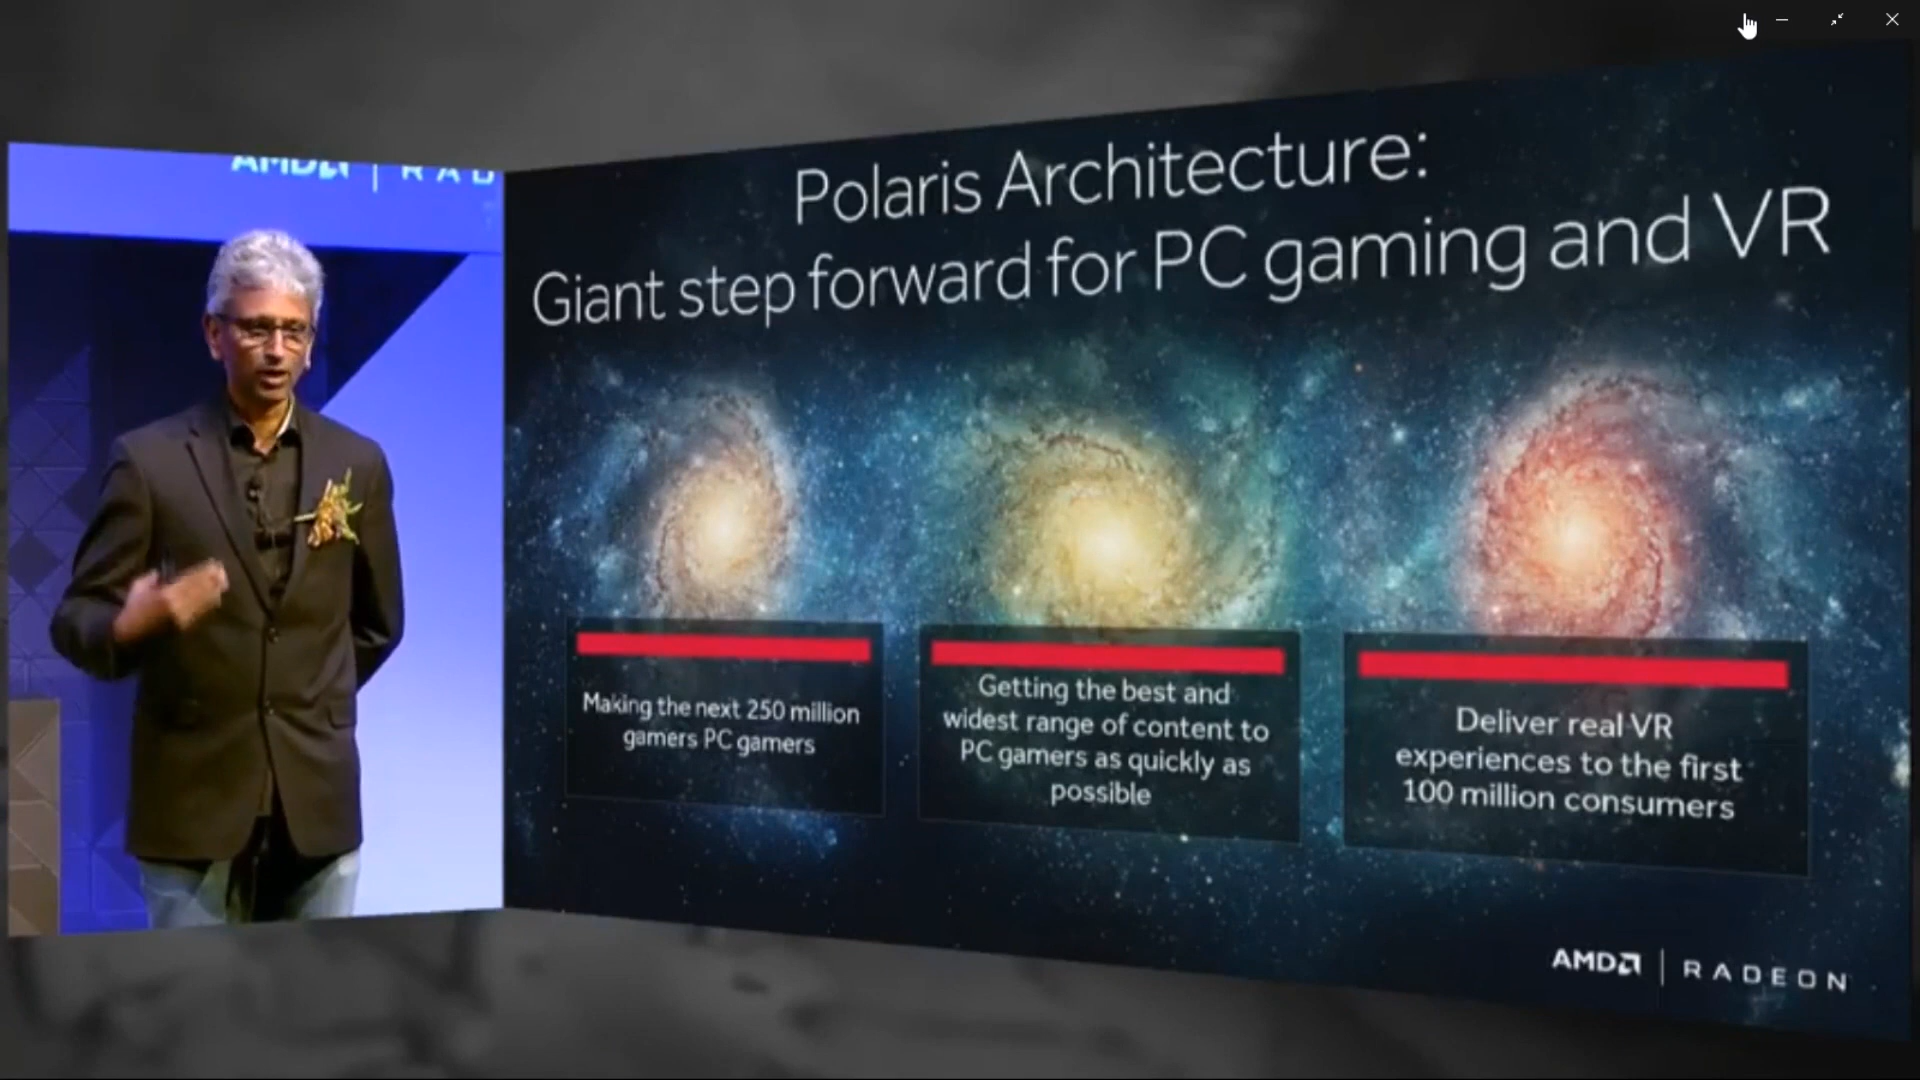 AMD | RAD
Polaris Architecture:
Giant step forward for PC gaming and VR
Making the next 250 million
gamers PC gamers
Getting the best and
widest range of content to
PC gamers as quickly as
possible
Deliver real VR
experiences to the first
100 million consumers
AMD | RADEON